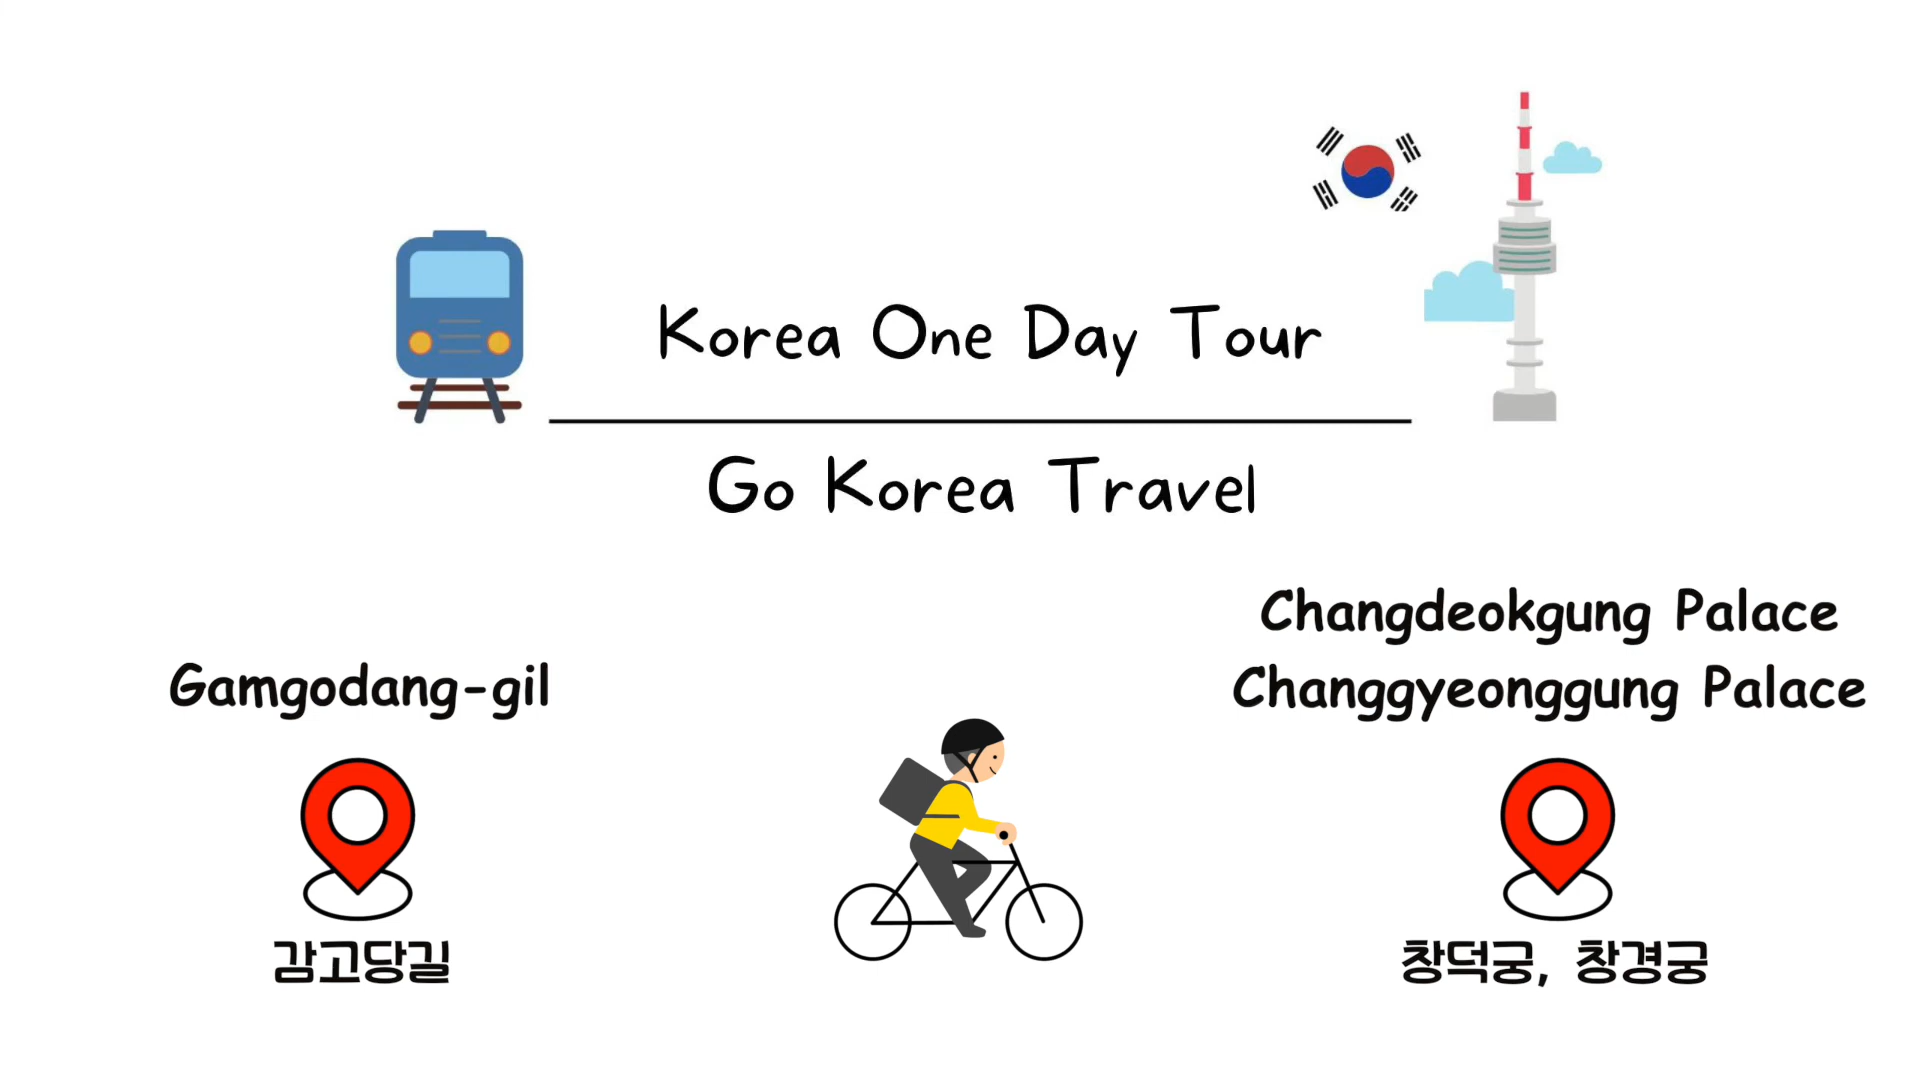 Korea One Day Tour
Go Korea Travel
Gamgodang-gil
감고당길
Changdeokgung Palace
Changgyeonggung Palace
창덕궁, 창경궁